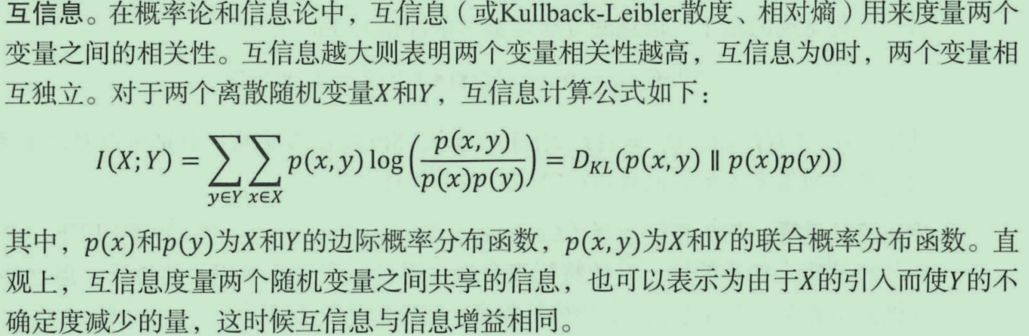 互信息。在概率论和信息论中，互信息（或Kullback-Leibler散度、相对熵）用来度量两个
变量之间的相关性。互信息越大则表明两个变量相关性越高，互信息为0时，两个变量相
互独立。对于两个离散随机变量X和Y，互信息计算公式如下：
I(X;Y) = ∑_{y∈Y} ∑_{x∈X} p(x,y) log(p(x,y) / p(x)p(y)) = D_{KL}(p(x,y) ∥ p(x)p(y))
其中，p(x)和p(y)为X和Y的边际概率分布函数，p(x,y)为X和Y的联合概率分布函数。直
观上，互信息度量两个随机变量之间共享的信息，也可以表示为由于X的引入而使Y的不
确定度减少的量，这时候互信息与信息增益相同。